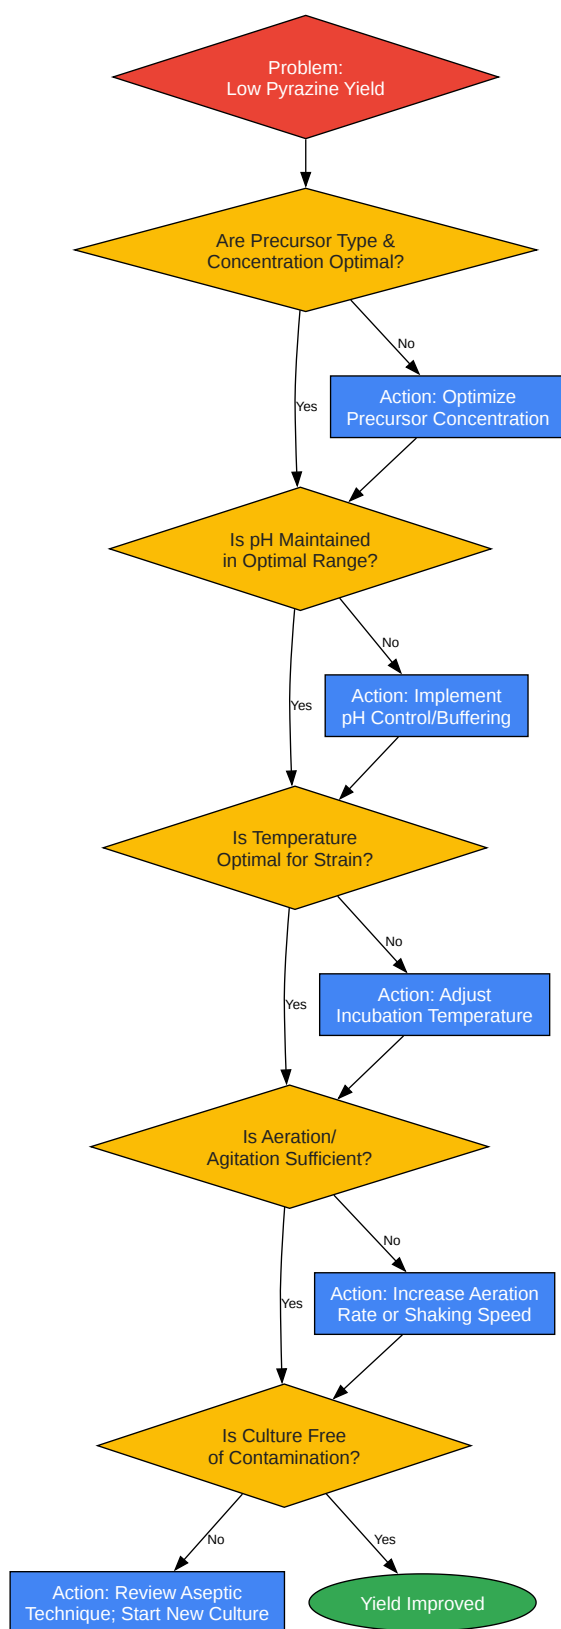 Problem:
Low Pyrazine Yield
Are Precursor Type &
Concentration Optimal?
No
Action: Optimize
Precursor Concentration
Yes
Is pH Maintained
in Optimal Range?
No
Action: Implement
pH Control/Buffering
Yes
Is Temperature
Optimal for Strain?
No
Action: Adjust
Incubation Temperature
Yes
Is Aeration/
Agitation Sufficient?
No
Action: Increase Aeration
Rate or Shaking Speed
Yes
Is Culture Free
of Contamination?
No
Yes
Action: Review Aseptic
Technique; Start New Culture
Yield Improved